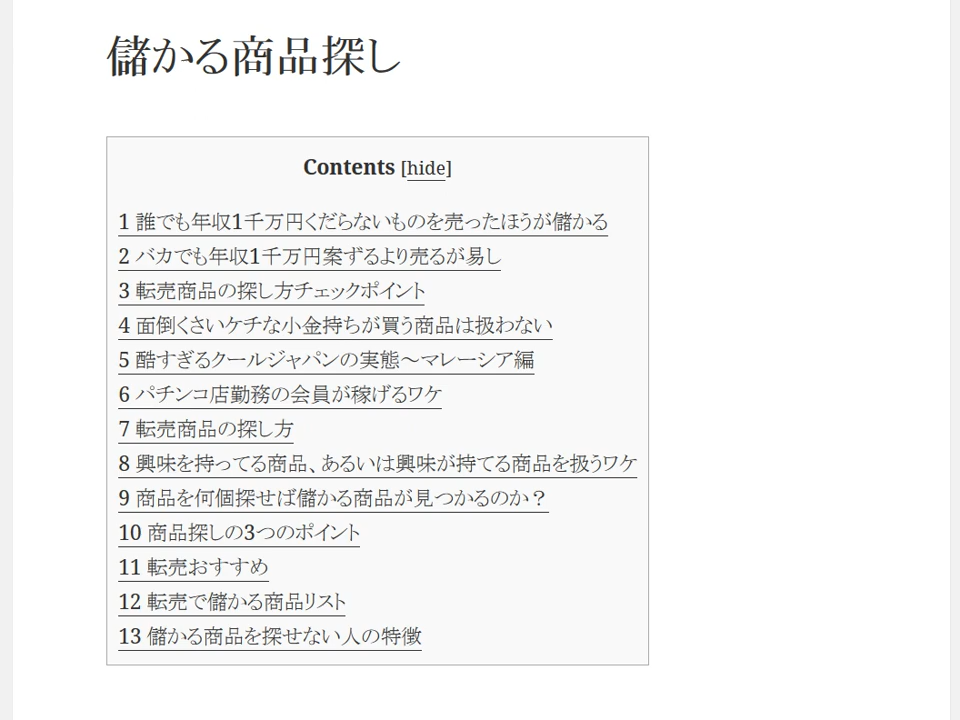 儲かる商品探し
Contents [hide]
1 誰でも年収1千万円くだらないものを売ったほうが儲かる
2 バカでも年収1千万円案ずるより売るが易し
3 転売商品の探し方チェックポイント
4 面倒くさいケチな小金持ちが買う商品は扱わない
5 酷すぎるクールジャパンの実態～マレーシア編
6 パチンコ店勤務の会員が稼げるワケ
7 転売商品の探し方
8 興味を持ってる商品、あるいは興味が持てる商品を扱うワケ
9 商品を何個探せば儲かる商品が見つかるのか？
10 商品探しの3つのポイント
11 転売おすすめ
12 転売で儲かる商品リスト
13 儲かる商品を探せない人の特徴